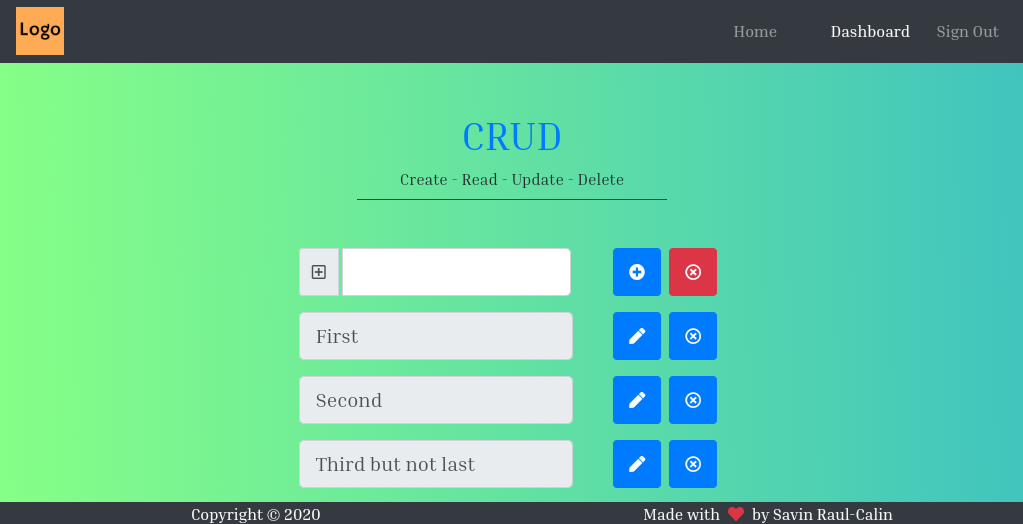 Logo
Home Dashboard Sign Out
CRUD
Create - Read - Update - Delete
First
Second
Third but not last
Copyright © 2020
Made with ❤ by Savin Raul-Calin